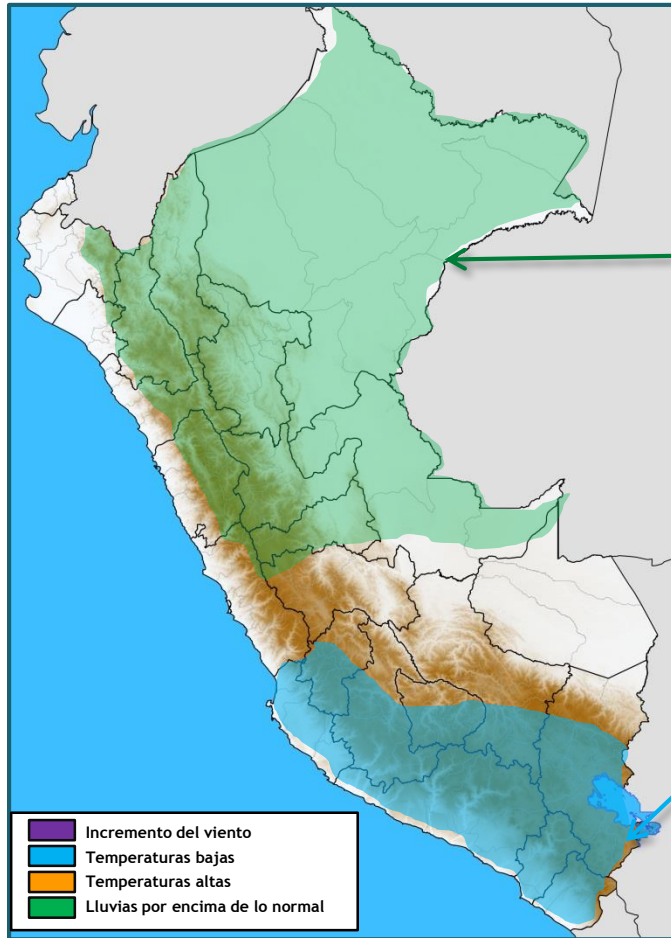 Incremento del viento
Temperaturas bajas
Temperaturas altas
Lluvias por encima de lo normal